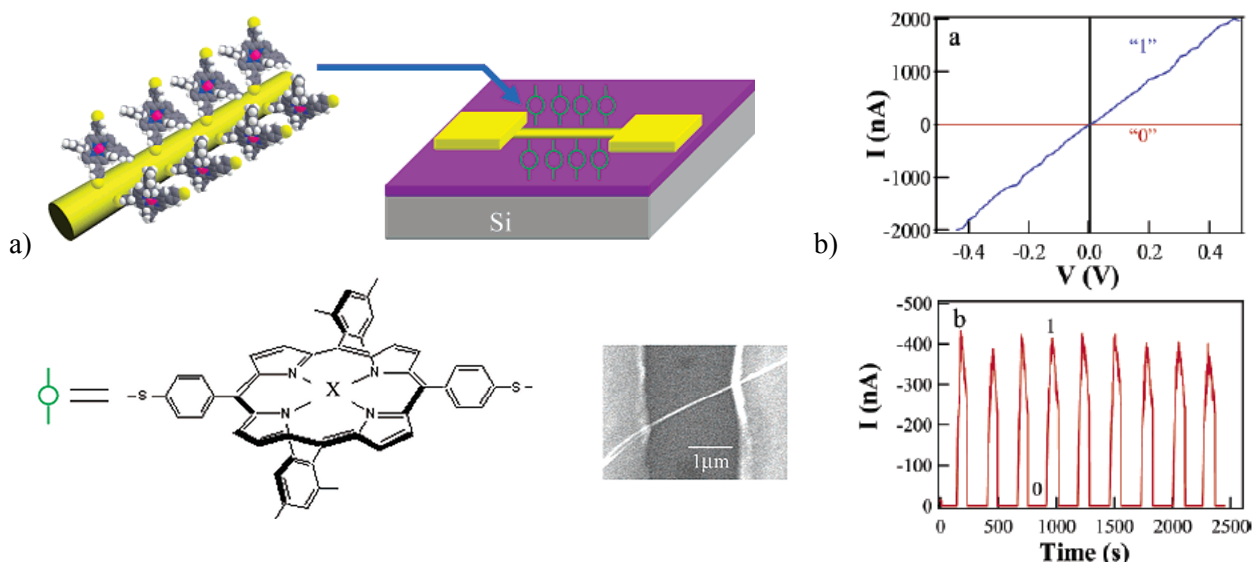 a)
Si
-S
N
N
X
N
N
S-
1μm
b)
a
2000
1000
0
-1000
-2000
I (nA)
"1"
"0"
-0.4
-0.2
0.0
0.2
0.4
V (V)
b
-500
-400
-300
-200
-100
0
I (nA)
1
0
0
500
1000
1500
2000
2500
Time (s)